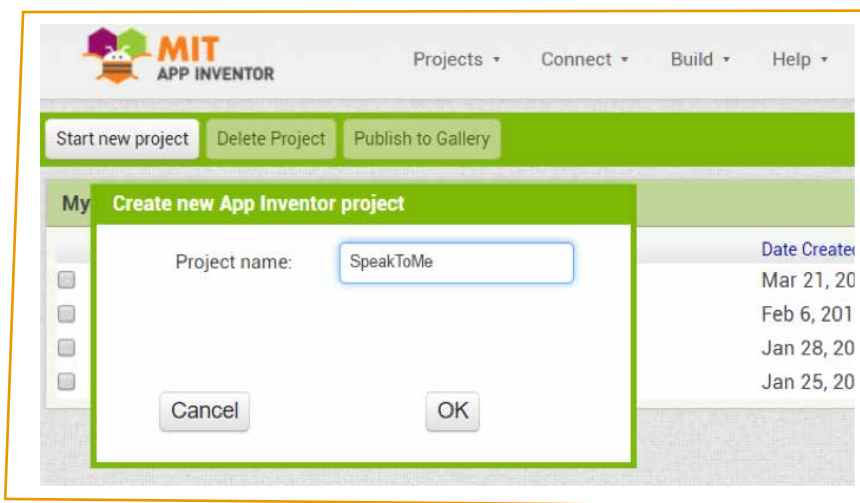 MIT
APP INVENTOR
Projects Connect Build Help
Start new project Delete Project Publish to Gallery
My
Create new App Inventor project
Project name: SpeakToMe
Date Created
Mar 21, 20
Feb 6, 201
Jan 28, 20
Jan 25, 20
Cancel OK